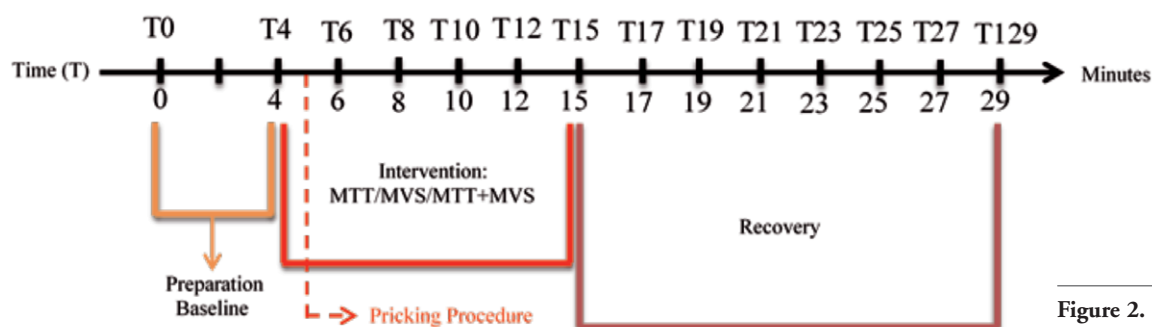 T0 T4 T6 T8 T10 T12 T15 T17 T19 T21 T23 T25 T27 T129
Time (T) Minutes
0 4 6 8 10 12 15 17 19 21 23 25 27 29
Intervention:
MTT/MVS/MTT+MVS
Recovery
Preparation
Baseline
Pricking Procedure
Figure 2.